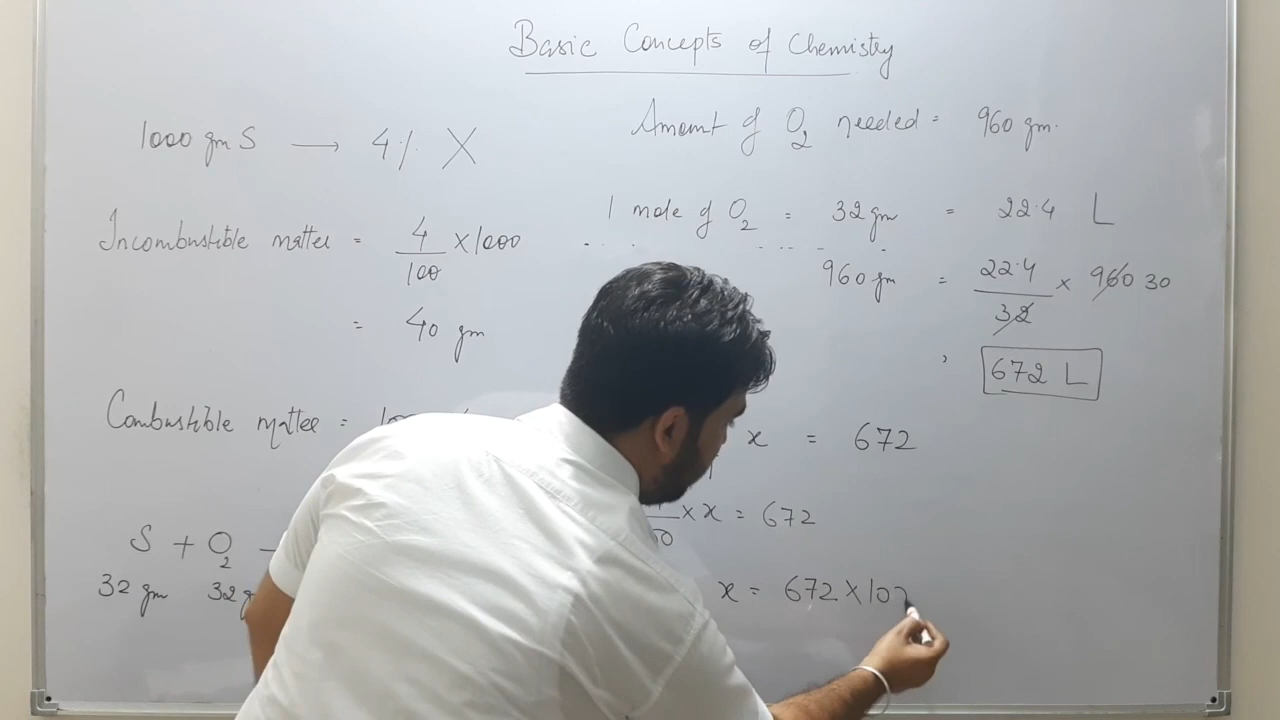 Basic Concepts of Chemistry
1000 gm S → 4% X
Incombustible matter = 4/100 × 1000
= 40 gm
Combustible matter =
S + O2
32 gm 32
Amount of O2 needed = 960 gm.
1 mole of O2 = 32 gm = 22.4 L
960 gm = 22.4/32 × 960 30
672 L
x = 672
× x = 672
x = 672 × 10